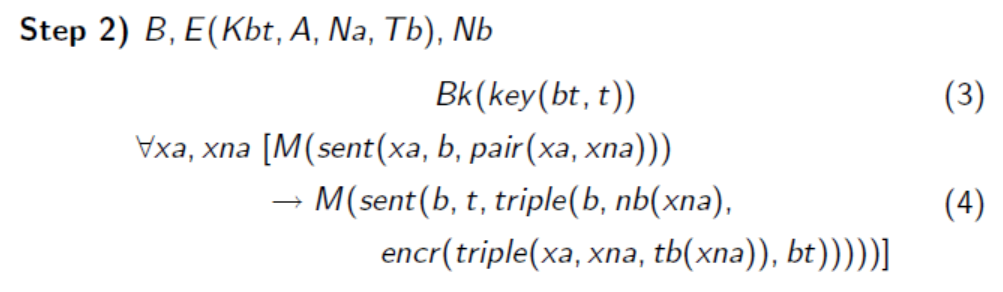 Step 2) B, E(Kbt, A, Na, Tb), Nb
Bk(key(bt, t)) (3)
∀xa, xna [M(sent(xa, b, pair(xa, xna)))
→ M(sent(b, t, triple(b, nb(xna), (4)
encr(triple(xa, xna, tb(xna)), bt)))))]